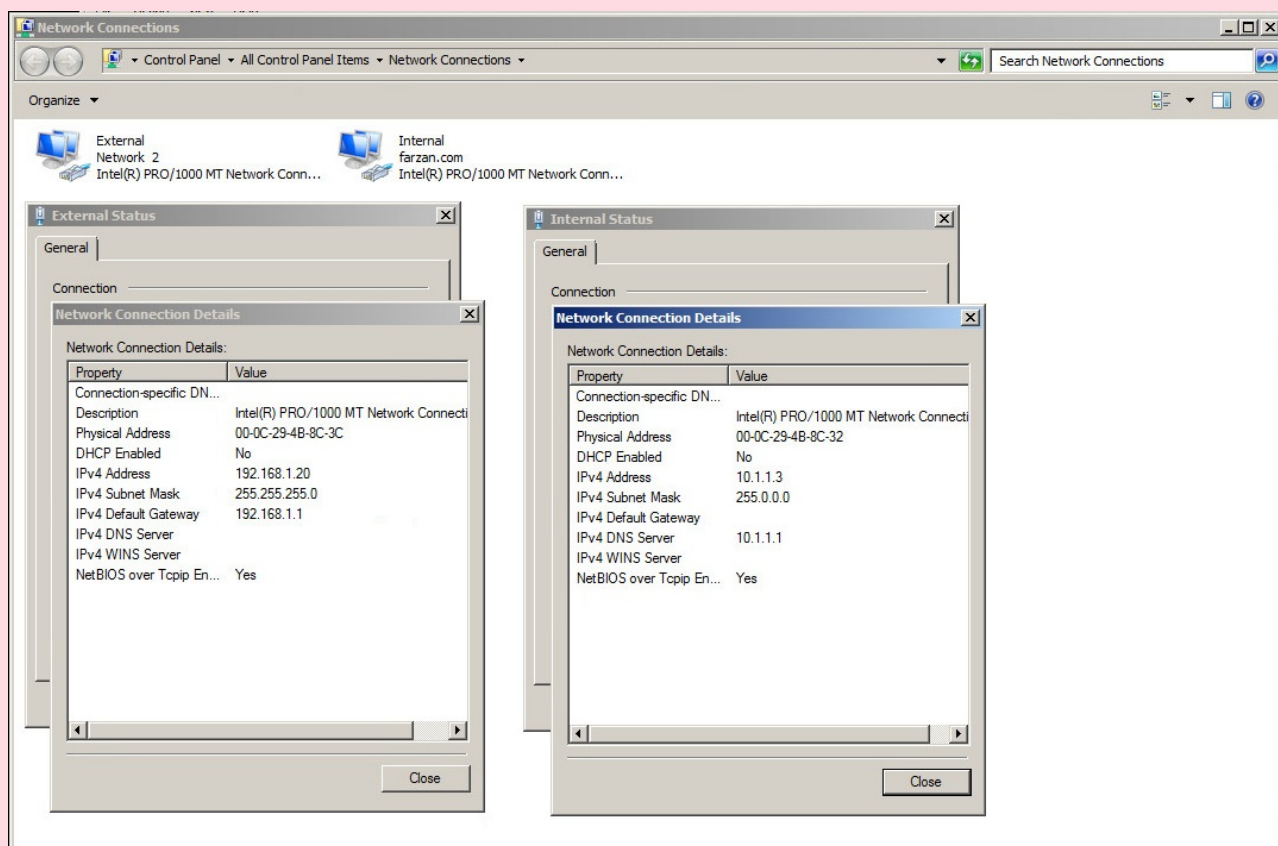 Network Connections
Control Panel All Control Panel Items Network Connections
Search Network Connections
Organize
External
Network 2
Intel(R) PRO/1000 MT Network Conn...
Internal
farzan.com
Intel(R) PRO/1000 MT Network Conn...
External Status
General
Connection
Network Connection Details
Network Connection Details:
Property Value
Connection-specific DN...
Description Intel(R) PRO/1000 MT Network Connecti
Physical Address 00-0C-29-4B-8C-3C
DHCP Enabled No
IPv4 Address 192.168.1.20
IPv4 Subnet Mask 255.255.255.0
IPv4 Default Gateway 192.168.1.1
IPv4 DNS Server
IPv4 WINS Server
NetBIOS over Tcpip En... Yes
Close
Internal Status
General
Connection
Network Connection Details
Network Connection Details:
Property Value
Connection-specific DN...
Description Intel(R) PRO/1000 MT Network Connecti
Physical Address 00-0C-29-4B-8C-32
DHCP Enabled No
IPv4 Address 10.1.1.3
IPv4 Subnet Mask 255.0.0.0
IPv4 Default Gateway
IPv4 DNS Server 10.1.1.1
IPv4 WINS Server
NetBIOS over Tcpip En... Yes
Close